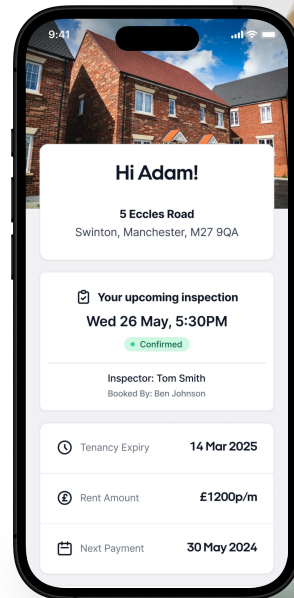 9:41
Hi Adam!
5 Eccles Road
Swinton, Manchester, M27 9QA
Your upcoming inspection
Wed 26 May, 5:30PM
Confirmed
Inspector: Tom Smith
Booked By: Ben Johnson
Tenancy Expiry 14 Mar 2025
£ Rent Amount £1200p/m
Next Payment 30 May 2024